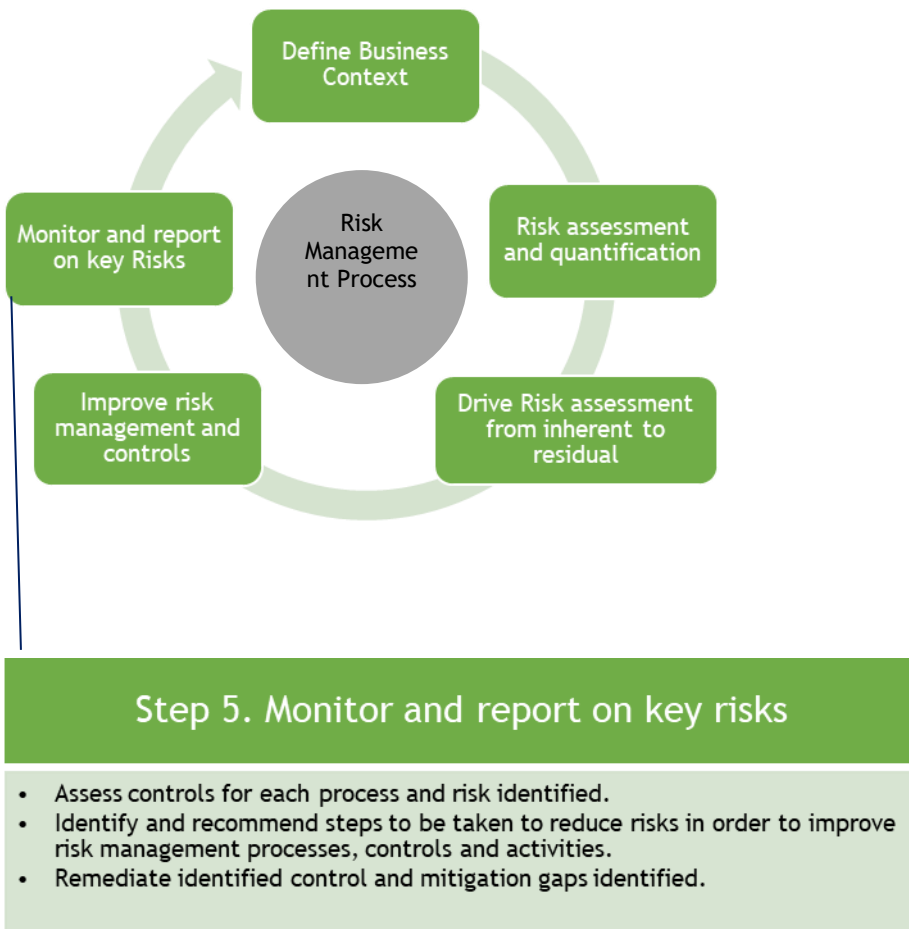 Define Business
Context
Risk assessment
and quantification
Drive Risk assessment
from inherent to
residual
Improve risk
management and
controls
Monitor and report
on key Risks
Risk
Manageme
nt Process
Step 5. Monitor and report on key risks
• Assess controls for each process and risk identified.
• Identify and recommend steps to be taken to reduce risks in order to improve
risk management processes, controls and activities.
• Remediate identified control and mitigation gaps identified.